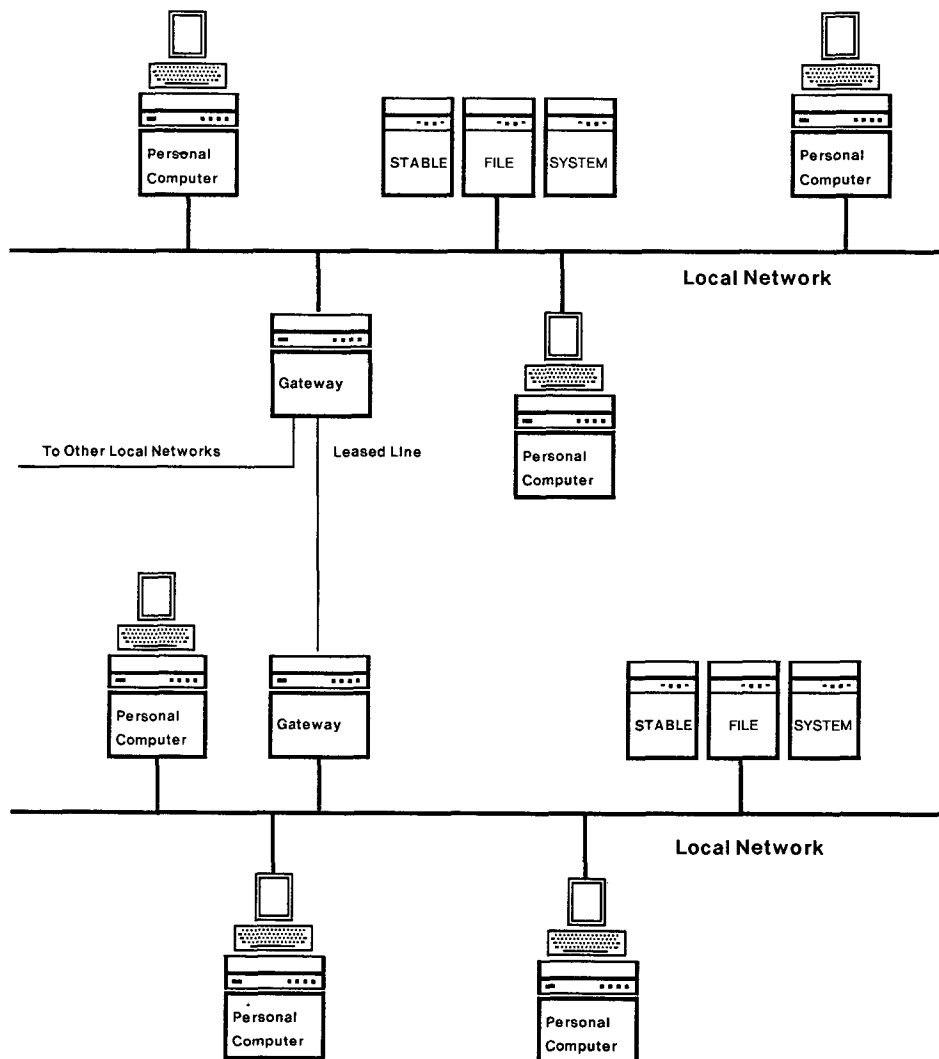 Personal
Computer
STABLE
FILE
SYSTEM
Personal
Computer
Local Network
Gateway
To Other Local Networks
Leased Line
Personal
Computer
Personal
Computer
Gateway
STABLE
FILE
SYSTEM
Local Network
Personal
Computer
Personal
Computer